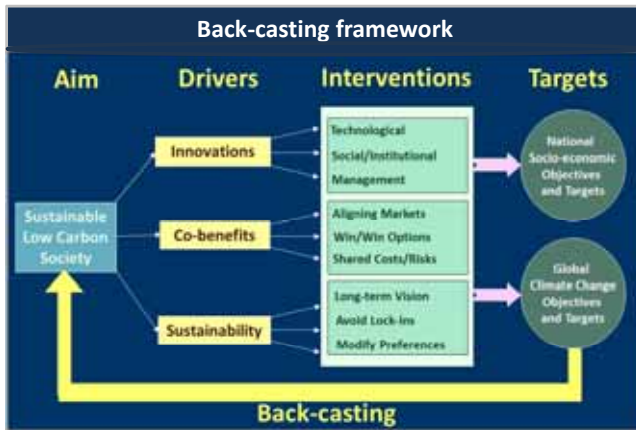 Back-casting framework
Aim
Drivers
Interventions
Targets
Sustainable
Low Carbon
Society
Innovations
Co-benefits
Sustainability
Technological
Social/Institutional
Management
Aligning Markets
Win/Win Options
Shared Costs/Risks
Long-term Vision
Avoid Lock-ins
Modify Preferences
National
Socio-economic
Objectives
and Targets
Global
Climate Change
Objectives
and Targets
Back-casting